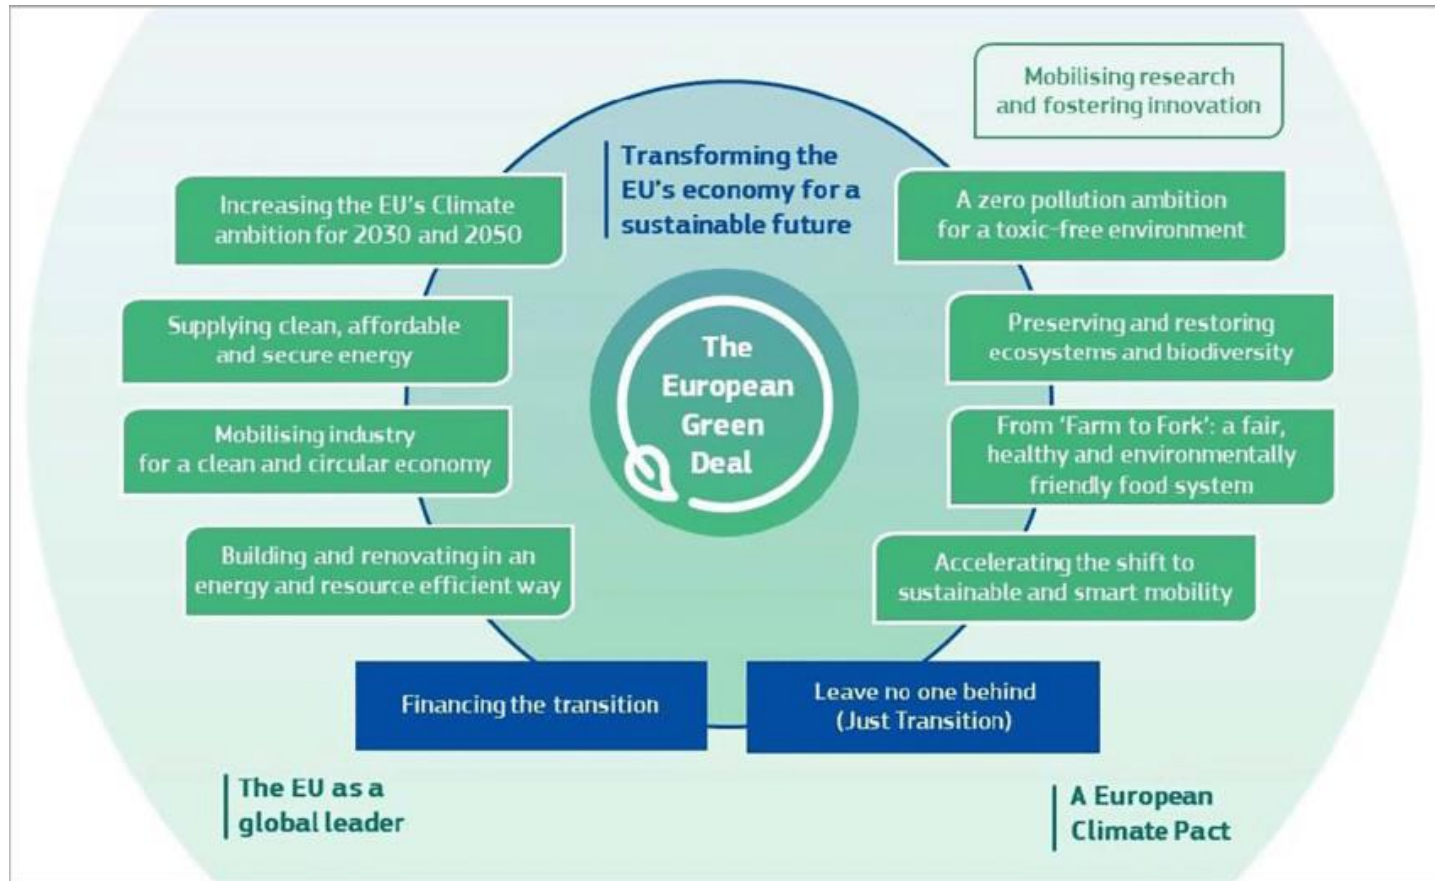 Mobilising research
and fostering innovation
Transforming the
EU's economy for a
sustainable future
Increasing the EU's Climate
ambition for 2030 and 2050
A zero pollution ambition
for a toxic-free environment
Supplying clean, affordable
and secure energy
Preserving and restoring
ecosystems and biodiversity
The
European
Green
Deal
Mobilising industry
for a clean and circular economy
From 'Farm to Fork': a fair,
healthy and environmentally
friendly food system
Building and renovating in an
energy and resource efficient way
Accelerating the shift to
sustainable and smart mobility
Financing the transition
Leave no one behind
(Just Transition)
The EU as a
global leader
A European
Climate Pact